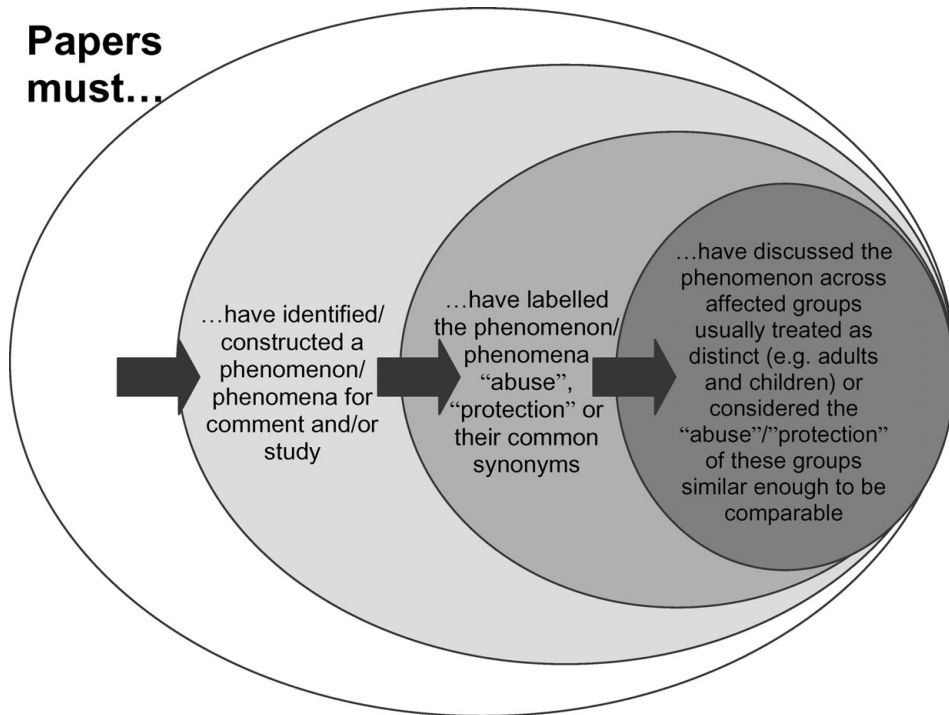 Papers
must…
…have identified/
constructed a
phenomenon/
phenomena for
comment and/or
study
…have labelled
the phenomenon/
phenomena
“abuse”,
“protection” or
their common
synonyms
…have discussed the
phenomenon across
affected groups
usually treated as
distinct (e.g. adults
and children) or
considered the
“abuse”/”protection”
of these groups
similar enough to be
comparable